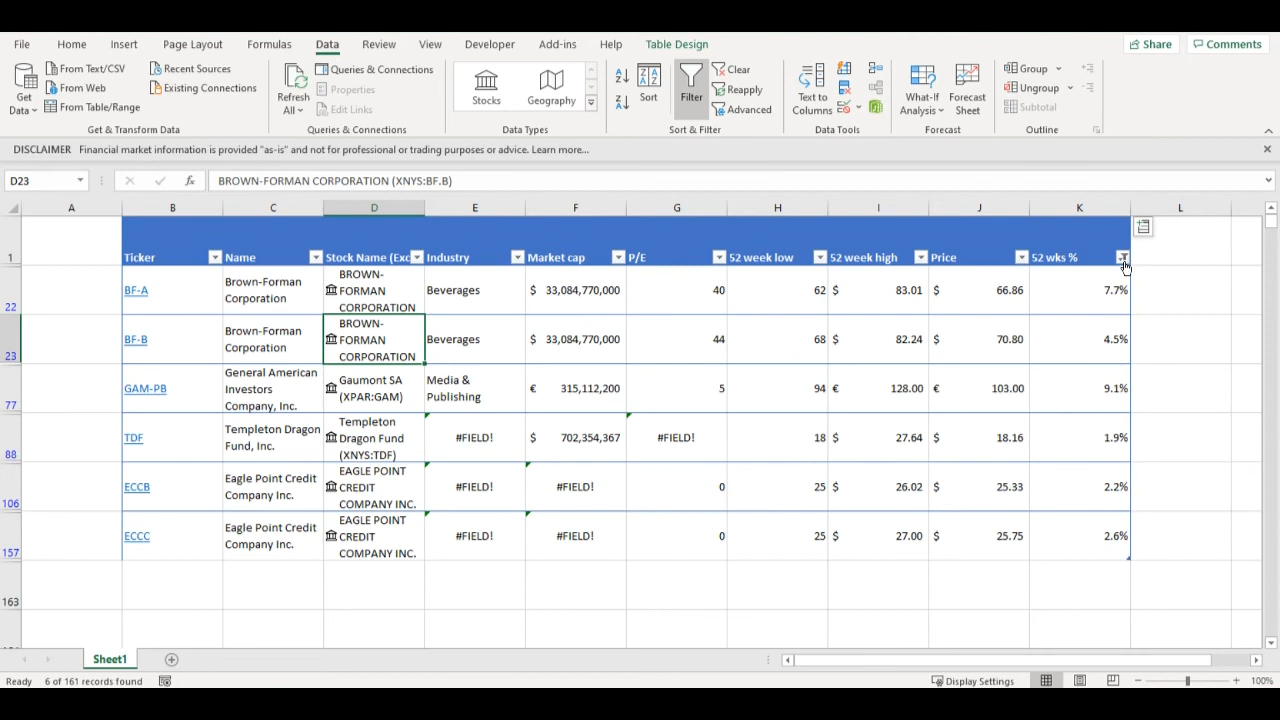 File Home Insert Page Layout Formulas Data Review View Developer Add-ins Help Table Design Share Comments
Get Data From Text/CSV From Web From Table/Range Recent Sources Existing Connections
Refresh All Queries & Connections Properties Edit Links
Stocks Geography
Sort Filter Clear Reapply Advanced
Text to Columns
What-If Analysis Forecast Sheet
Group Ungroup Subtotal
Get & Transform Data Queries & Connections Data Types Sort & Filter Data Tools Forecast Outline
DISCLAIMER Financial market information is provided "as-is" and not for professional or trading purposes or advice. Learn more...
D23 fx BROWN-FORMAN CORPORATION (XNYS:BF.B)
A B C D E F G H I J K L
1 Ticker Name Stock Name (Exc Industry Market cap P/E 52 week low 52 week high Price 52 wks %
22 BF-A Brown-Forman Corporation BROWN-FORMAN CORPORATION Beverages $ 33,084,770,000 40 62 $ 83.01 $ 66.86 7.7%
23 BF-B Brown-Forman Corporation BROWN-FORMAN CORPORATION Beverages $ 33,084,770,000 44 68 $ 82.24 $ 70.80 4.5%
77 GAM-PB General American Investors Company, Inc. Gaumont SA (XPAR:GAM) Media & Publishing € 315,112,200 5 94 € 128.00 € 103.00 9.1%
88 TDF Templeton Dragon Fund, Inc. Templeton Dragon Fund (XNYS:TDF) #FIELD! $ 702,354,367 #FIELD! 18 $ 27.64 $ 18.16 1.9%
106 ECCB Eagle Point Credit Company Inc. EAGLE POINT CREDIT COMPANY INC. #FIELD! #FIELD! 0 25 $ 26.02 $ 25.33 2.2%
157 ECCC Eagle Point Credit Company Inc. EAGLE POINT CREDIT COMPANY INC. #FIELD! #FIELD! 0 25 $ 27.00 $ 25.75 2.6%
163
Sheet1
Ready 6 of 161 records found Display Settings 100%